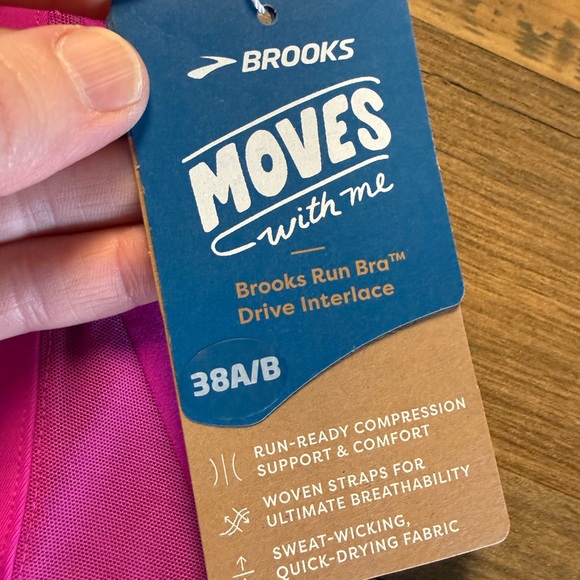 BROOKS
MOVES
with me
Brooks Run Bra™
Drive Interlace
38A/B
RUN-READY COMPRESSION
SUPPORT & COMFORT
WOVEN STRAPS FOR
ULTIMATE BREATHABILITY
SWEAT-WICKING,
QUICK-DRYING FABRIC